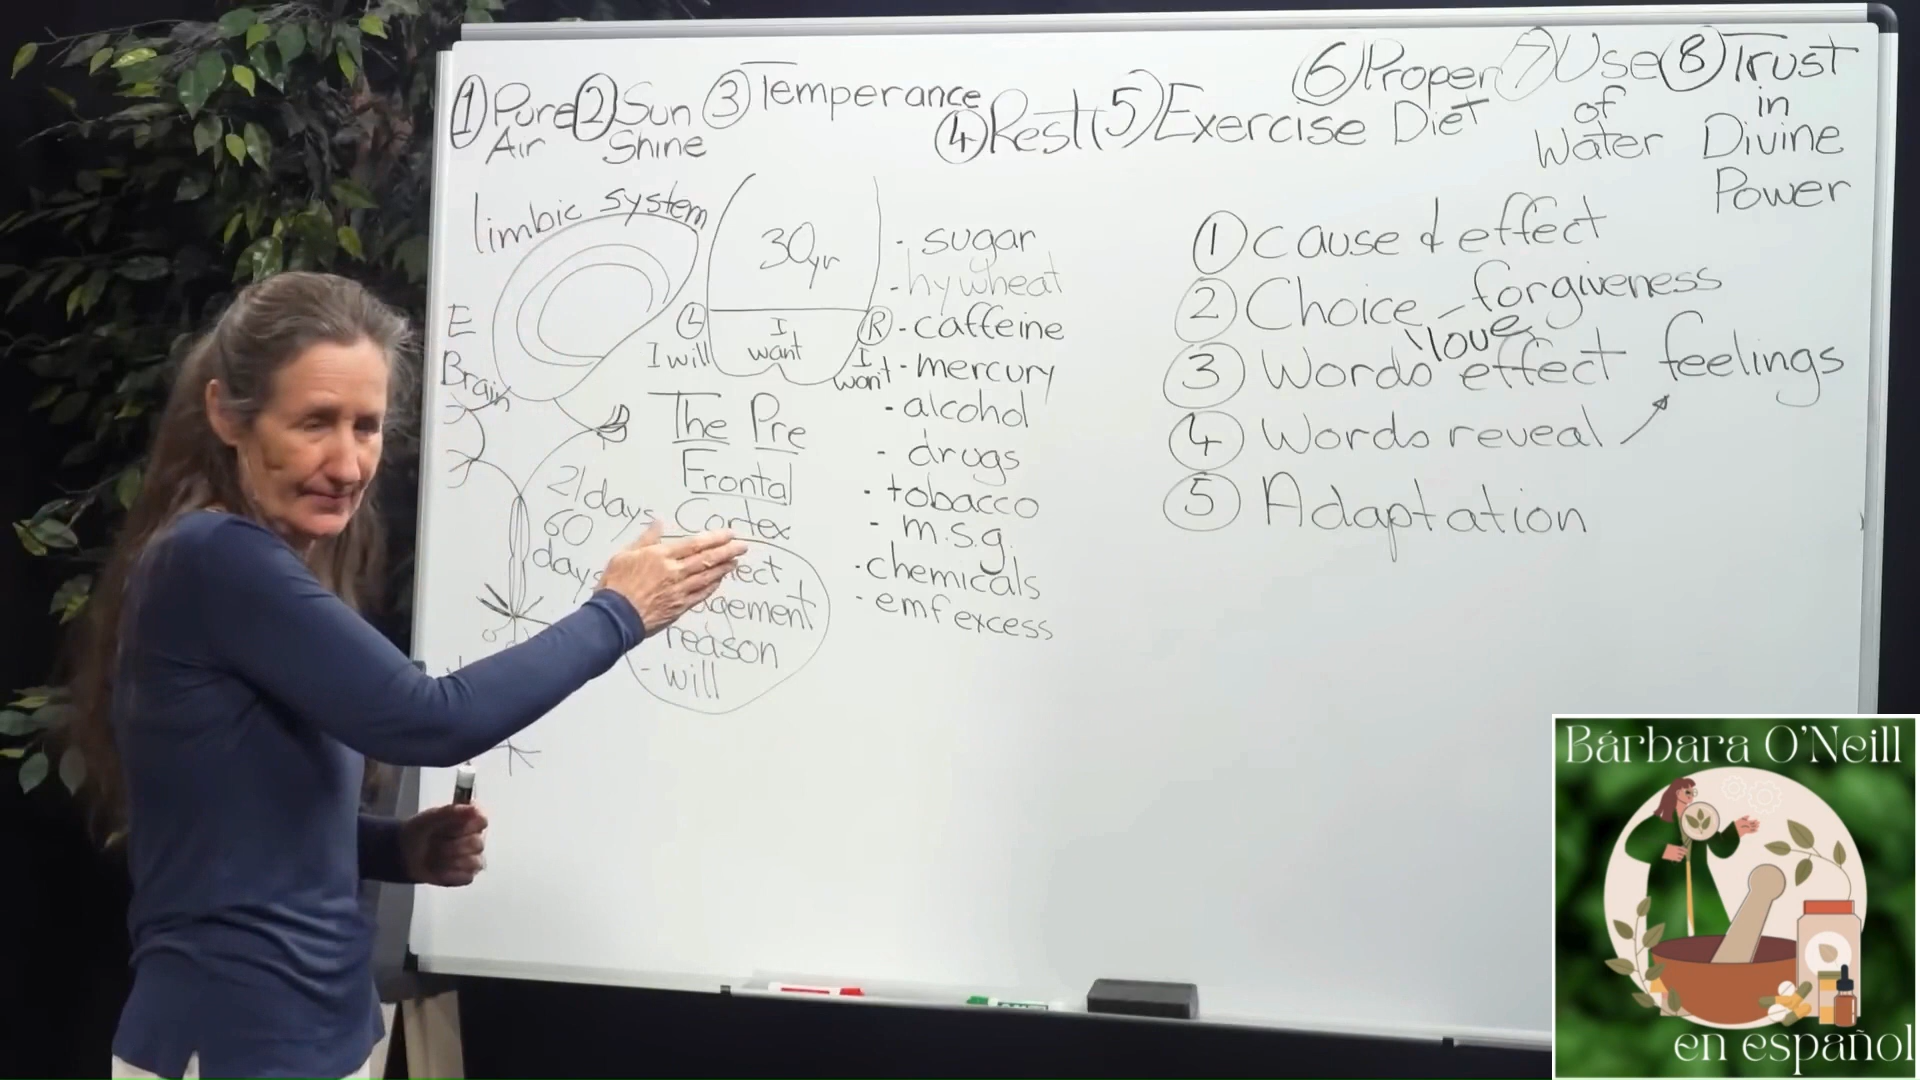 ① Pure Air
② Sun Shine
③ Temperance
④ Rest
⑤ Exercise
⑥ Proper Diet
⑦ Use of Water
⑧ Trust in Divine Power
limbic system
E
Brain
21 days
60 days
30yr
Ⓛ
I will
I want
Ⓡ
I won't
The Pre
Frontal
Cortex
reason
- will
- sugar
- hywheat
- caffeine
- mercury
- alcohol
- drugs
- tobacco
- m.s.g.
- chemicals
- emf excess
① cause & effect
② Choice - forgiveness
\ love
③ Words effect feelings
④ Words reveal
⑤ Adaptation
Bárbara O'Neill
en español